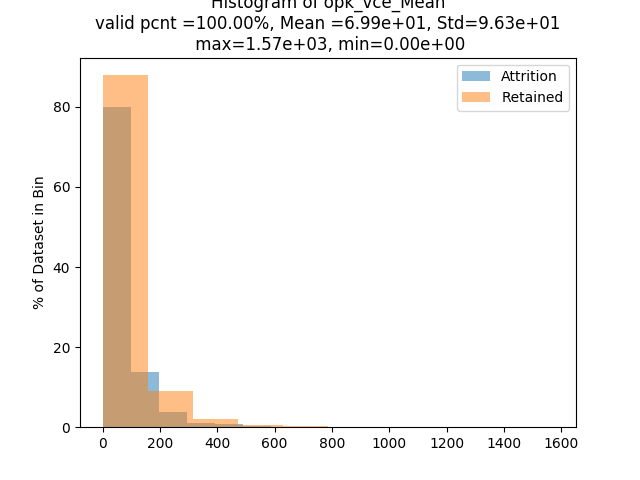 Histogram of opk_vce_Mean
valid pcnt =100.00%, Mean =6.99e+01, Std=9.63e+01
max=1.57e+03, min=0.00e+00
Attrition
Retained
% of Dataset in Bin
80
60
40
20
0
0 200 400 600 800 1000 1200 1400 1600